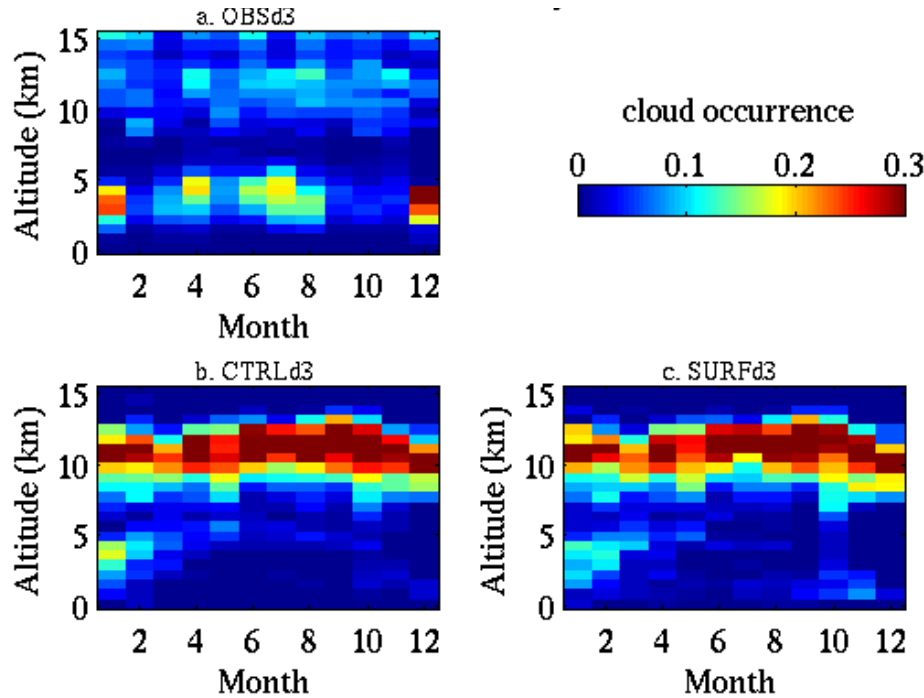 a. OBSd3
15
10
5
0
Altitude (km)
2 4 6 8 10 12
Month
cloud occurrence
0 0.1 0.2 0.3
b. CTRLd3
15
10
5
0
Altitude (km)
2 4 6 8 10 12
Month
c. SURFd3
15
10
5
0
Altitude (km)
2 4 6 8 10 12
Month